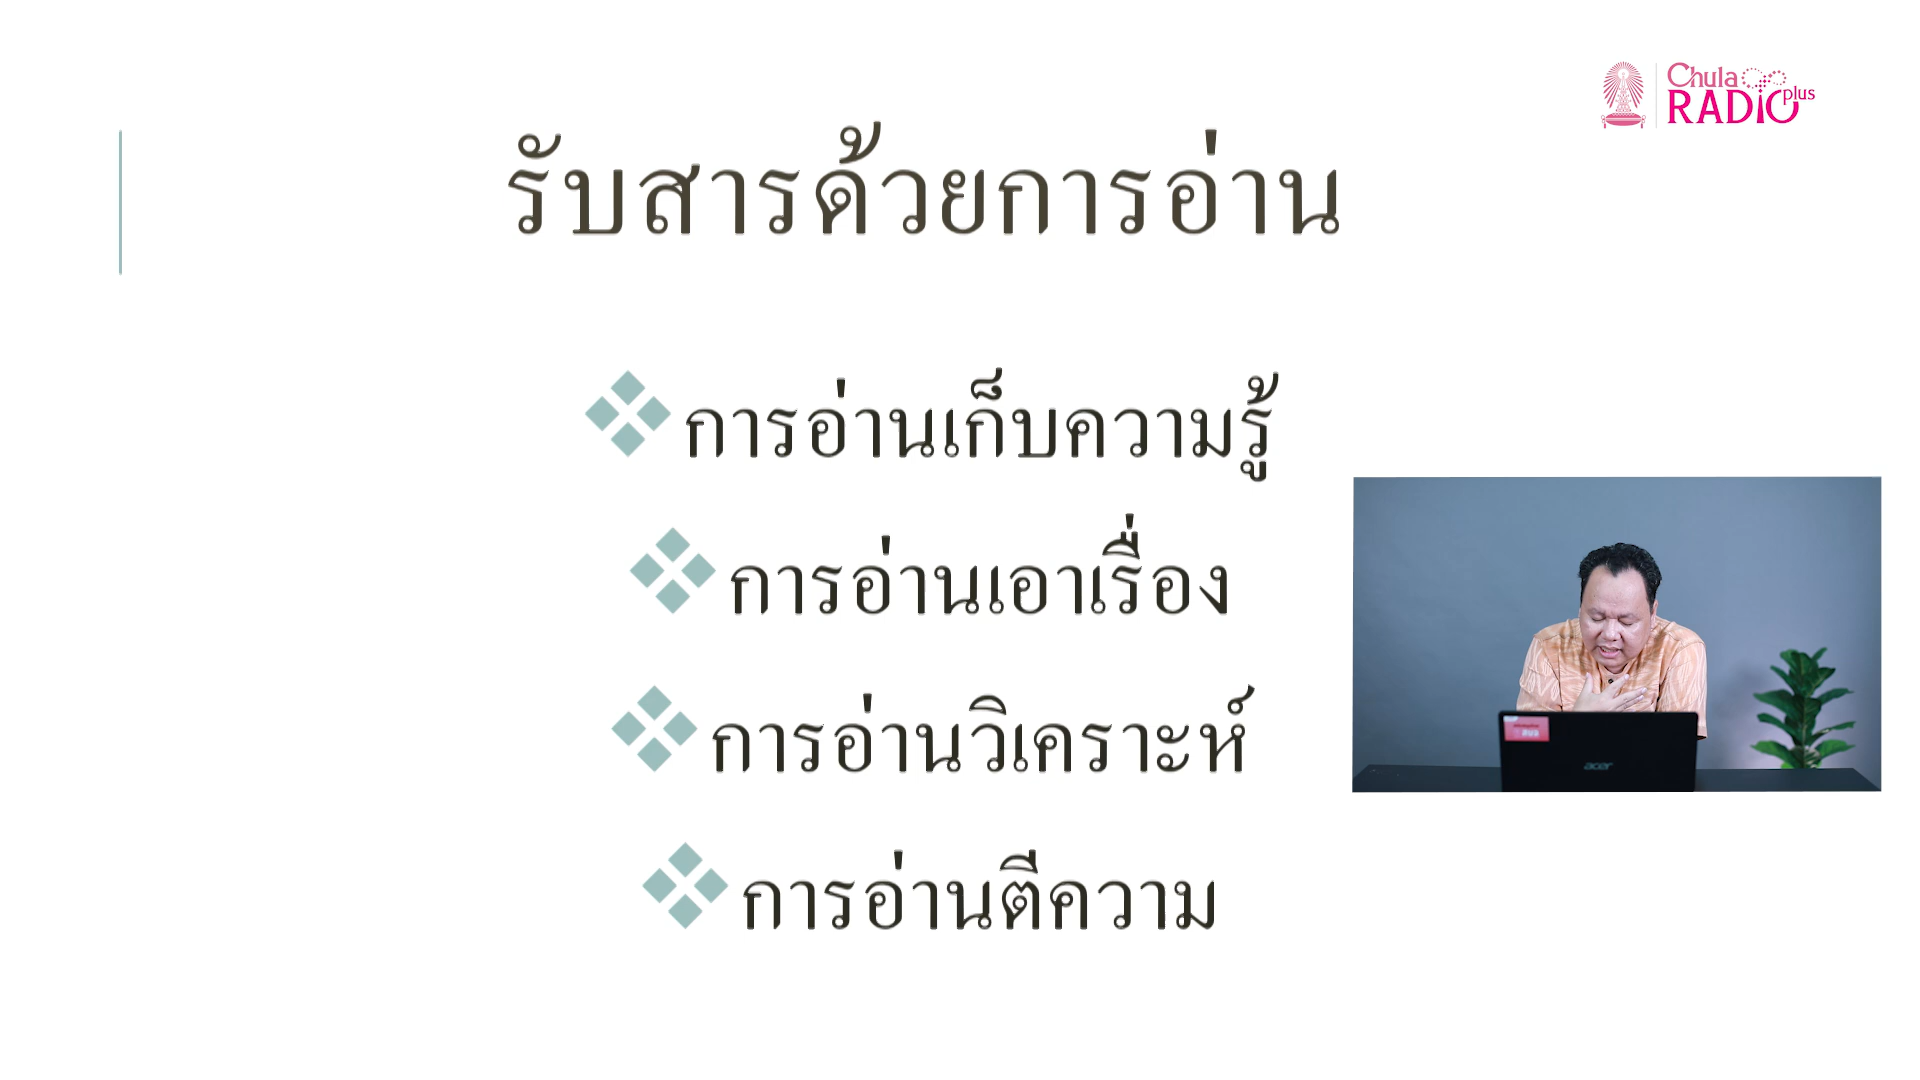 Chula
RADIO plus
รับสารด้วยการอ่าน
การอ่านเก็บความรู้
การอ่านเอาเรื่อง
การอ่านวิเคราะห์
การอ่านตีความ
acer